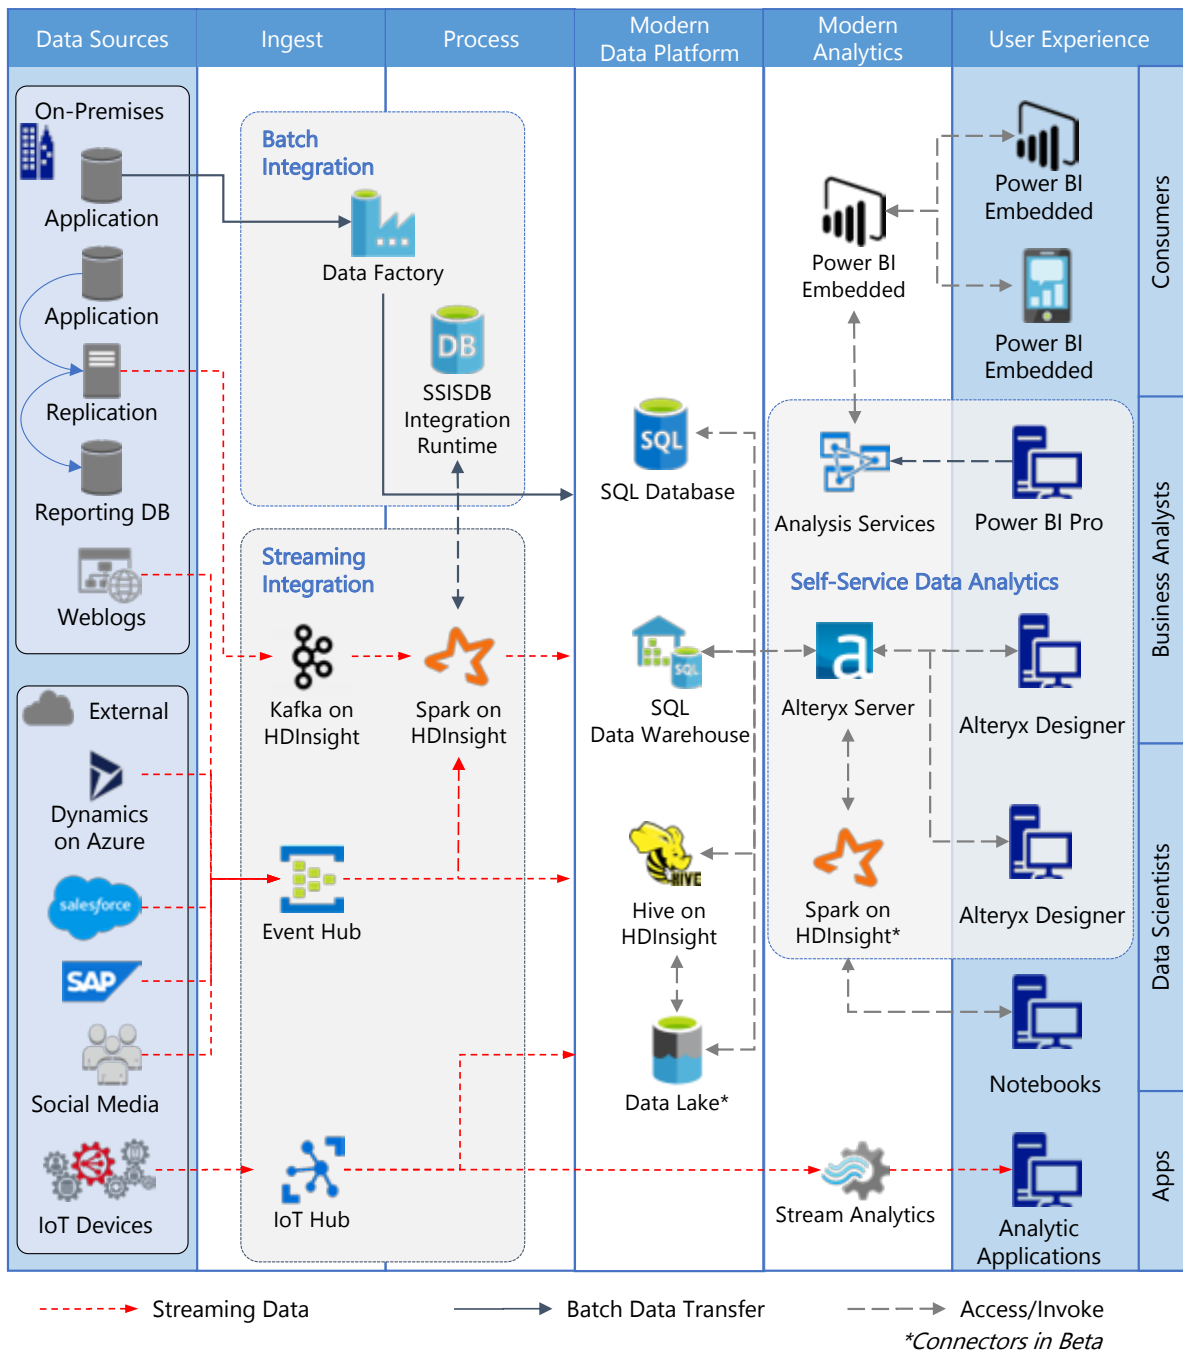 Data Sources
Ingest
Process
Modern
Data Platform
Modern
Analytics
User Experience
On-Premises
Application
Application
Replication
Reporting DB
Weblogs
External
Dynamics
on Azure
salesforce
SAP
Social Media
IoT Devices
Batch
Integration
Data Factory
DB
SSISDB
Integration
Runtime
Streaming
Integration
Kafka on
HDInsight
Spark on
HDInsight
Event Hub
IoT Hub
SQL
SQL Database
SQL
SQL
Data Warehouse
HIVE
Hive on
HDInsight
Data Lake*
Power BI
Embedded
Analysis Services
Self-Service Data Analytics
a
Alteryx Server
Spark on
HDInsight*
Stream Analytics
Power BI
Embedded
Power BI
Embedded
Power BI Pro
Alteryx Designer
Alteryx Designer
Notebooks
Analytic
Applications
Consumers
Business Analysts
Data Scientists
Apps
Streaming Data
Batch Data Transfer
Access/Invoke
*Connectors in Beta